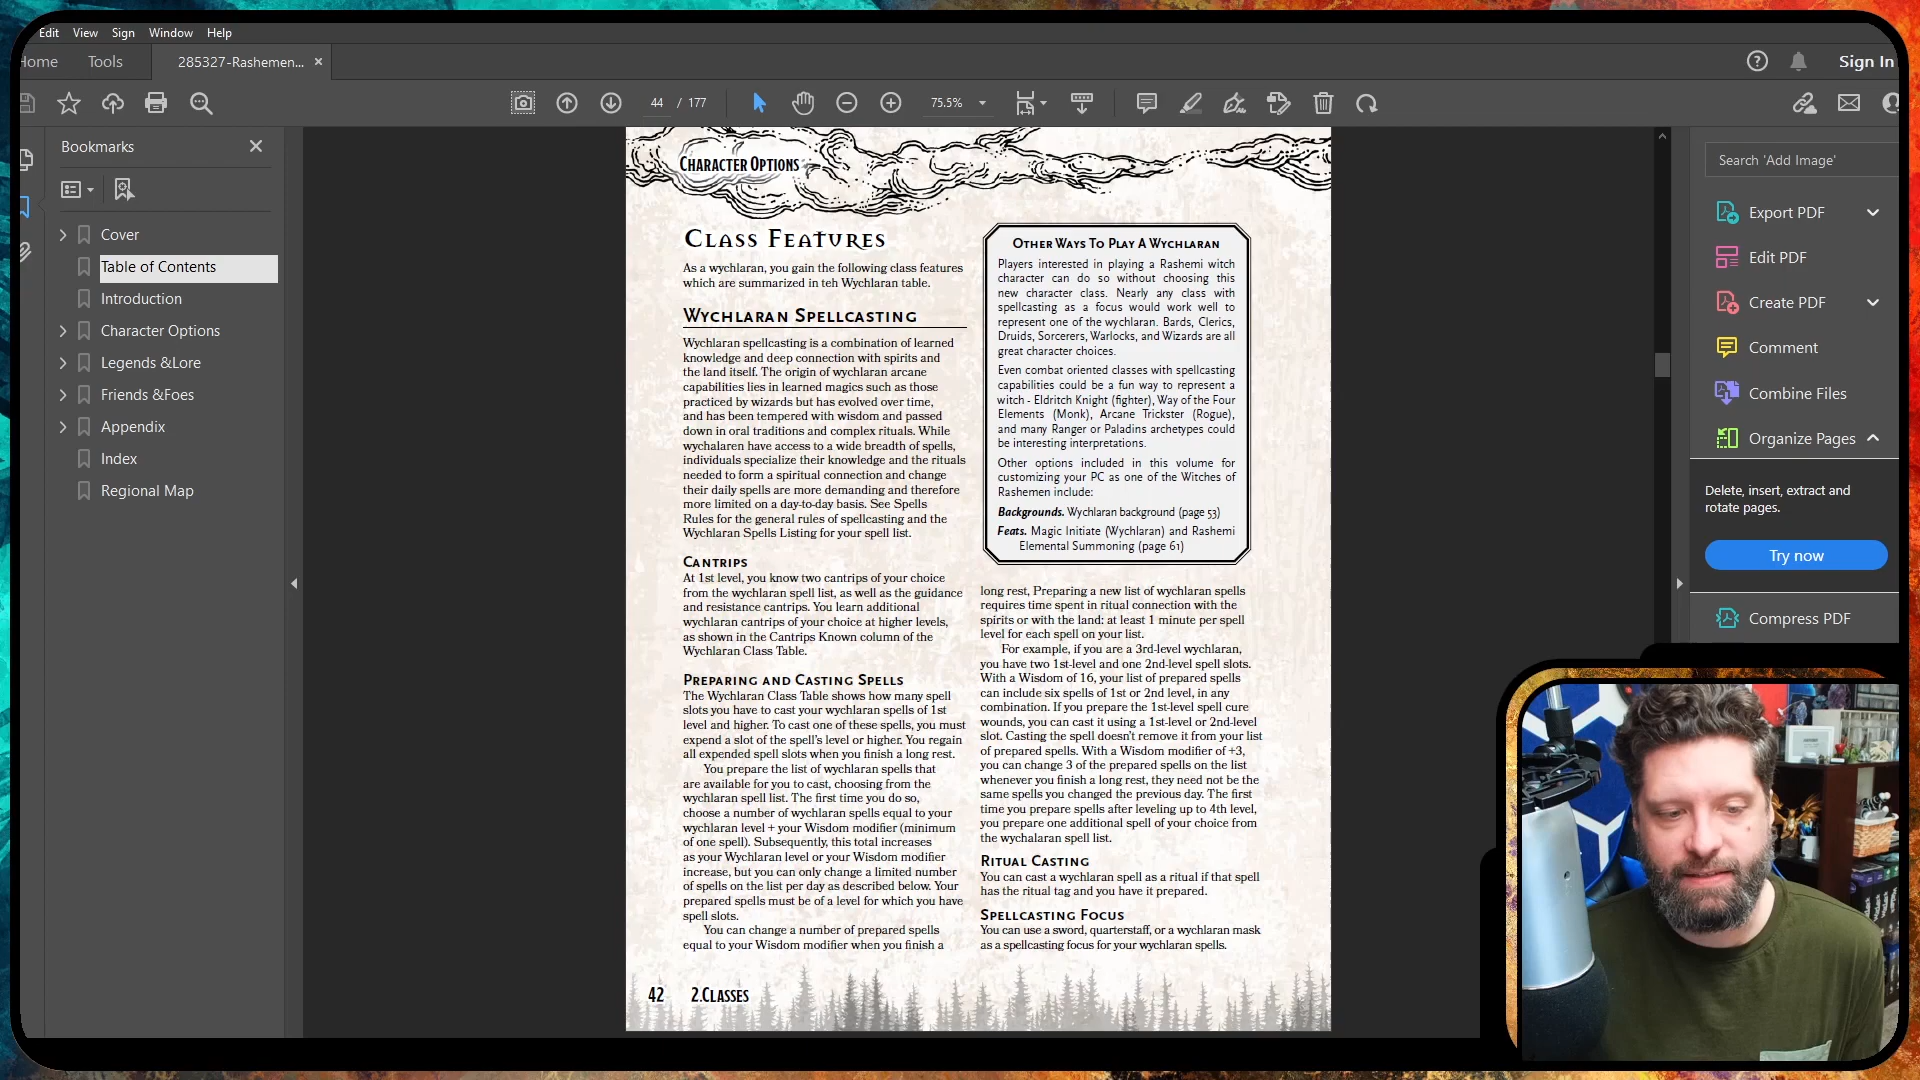 Edit View Sign Window Help
Home Tools 285327-Rashemen... ×
Sign In
44 / 177 75.5%
Bookmarks
Cover
Table of Contents
Introduction
Character Options
Legends &Lore
Friends &Foes
Appendix
Index
Regional Map
Character Options
Class Features
As a wychlaran, you gain the following class features
which are summarized in teh Wychlaran table.
Wychlaran Spellcasting
Wychlaran spellcasting is a combination of learned
knowledge and deep connection with spirits and
the land itself. The origin of wychlaran arcane
capabilities lies in learned magics such as those
practiced by wizards but has evolved over time,
and has been tempered with wisdom and passed
down in oral traditions and complex rituals. While
wychalaren have access to a wide breadth of spells,
individuals specialize their knowledge and the rituals
needed to form a spiritual connection and change
their daily spells are more demanding and therefore
more limited on a day-to-day basis. See Spells
Rules for the general rules of spellcasting and the
Wychlaran Spells Listing for your spell list.
Cantrips
At 1st level, you know two cantrips of your choice
from the wychlaran spell list, as well as the guidance
and resistance cantrips. You learn additional
wychlaran cantrips of your choice at higher levels,
as shown in the Cantrips Known column of the
Wychlaran Class Table.
Preparing and Casting Spells
The Wychlaran Class Table shows how many spell
slots you have to cast your wychlaran spells of 1st
level and higher. To cast one of these spells, you must
expend a slot of the spell's level or higher. You regain
all expended spell slots when you finish a long rest.
You prepare the list of wychlaran spells that
are available for you to cast, choosing from the
wychlaran spell list. The first time you do so,
choose a number of wychlaran spells equal to your
wychlaran level + your Wisdom modifier (minimum
of one spell). Subsequently, this total increases
as your Wychlaran level or your Wisdom modifier
increase, but you can only change a limited number
of spells on the list per day as described below. Your
prepared spells must be of a level for which you have
spell slots.
You can change a number of prepared spells
equal to your Wisdom modifier when you finish a
Other Ways To Play A Wychlaran
Players interested in playing a Rashemi witch
character can do so without choosing this
new character class. Nearly any class with
spellcasting as a focus would work well to
represent one of the wychlaran. Bards, Clerics,
Druids, Sorcerers, Warlocks, and Wizards are all
great character choices.
Even combat oriented classes with spellcasting
capabilities could be a fun way to represent a
witch - Eldritch Knight (fighter), Way of the Four
Elements (Monk), Arcane Trickster (Rogue),
and many Ranger or Paladins archetypes could
be interesting interpretations.
Other options included in this volume for
customizing your PC as one of the Witches of
Rashemen include:
Backgrounds. Wychlaran background (page 53)
Feats. Magic Initiate (Wychlaran) and Rashemi
Elemental Summoning (page 61)
long rest, Preparing a new list of wychlaran spells
requires time spent in ritual connection with the
spirits or with the land: at least 1 minute per spell
level for each spell on your list.
For example, if you are a 3rd-level wychlaran,
you have two 1st-level and one 2nd-level spell slots.
With a Wisdom of 16, your list of prepared spells
can include six spells of 1st or 2nd level, in any
combination. If you prepare the 1st-level spell cure
wounds, you can cast it using a 1st-level or 2nd-level
slot. Casting the spell doesn't remove it from your list
of prepared spells. With a Wisdom modifier of +3,
you can change 3 of the prepared spells on the list
whenever you finish a long rest, they need not be the
same spells you changed the previous day. The first
time you prepare spells after leveling up to 4th level,
you prepare one additional spell of your choice from
the wychalaran spell list.
Ritual Casting
You can cast a wychlaran spell as a ritual if that spell
has the ritual tag and you have it prepared.
Spellcasting Focus
You can use a sword, quarterstaff, or a wychlaran mask
as a spellcasting focus for your wychlaran spells.
42 2.Classes
Search 'Add Image'
Export PDF
Edit PDF
Create PDF
Comment
Combine Files
Organize Pages
Delete, insert, extract and
rotate pages.
Try now
Compress PDF